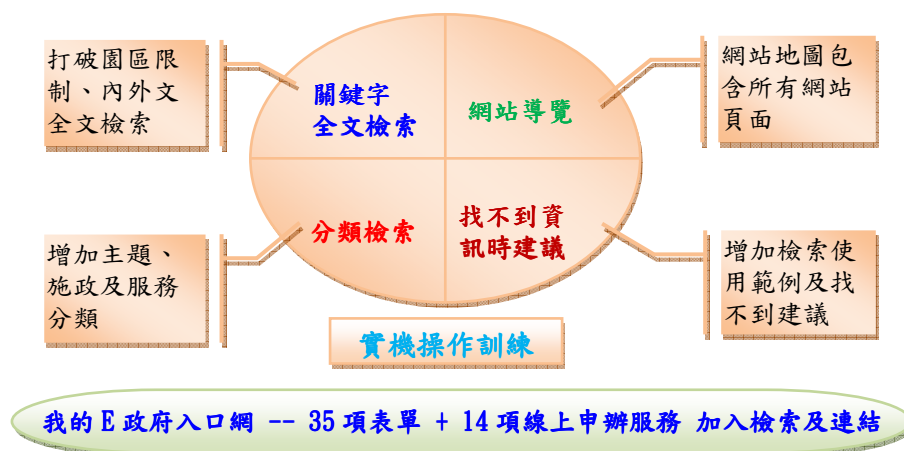 打破園區限
制、內外文
全文檢索
關鍵字
全文檢索
網站導覽
網站地圖包
含所有網站
頁面
增加主題、
施政及服務
分類
分類檢索
找不到資
訊時建議
增加檢索使
用範例及找
不到建議
實機操作訓練
我的E政府入口網 -- 35項表單 + 14項線上申辦服務 加入檢索及連結